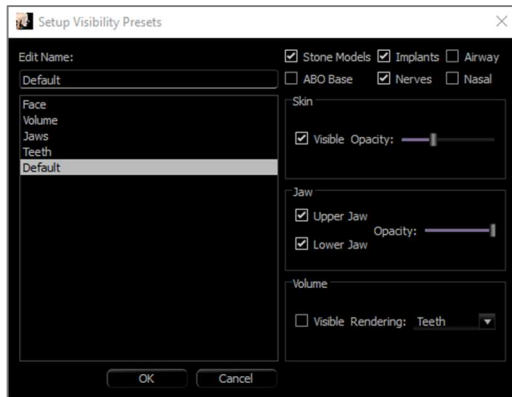 Setup Visibility Presets
Edit Name:
Default
Face
Volume
Jaws
Teeth
Default
OK Cancel
Stone Models Implants Airway
ABO Base Nerves Nasal
Skin
Visible Opacity:
Jaw
Upper Jaw
Opacity:
Lower Jaw
Volume
Visible Rendering: Teeth